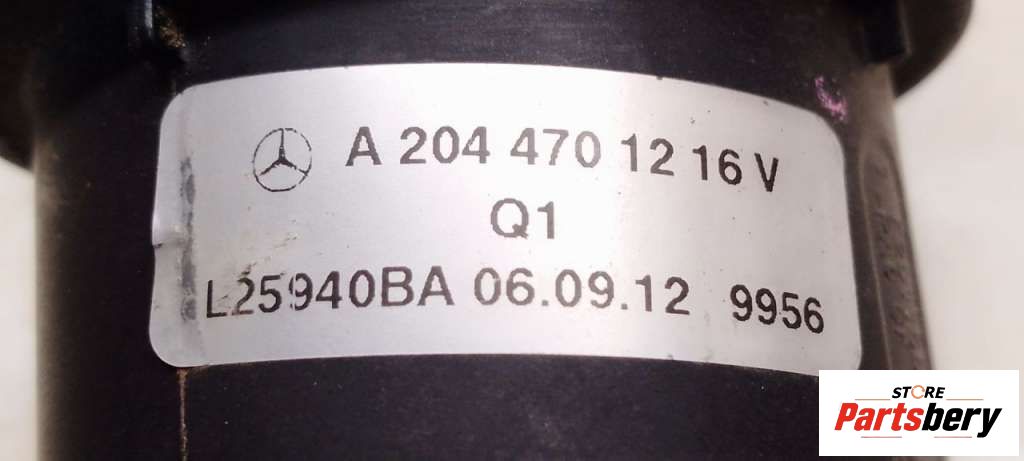 A 204 470 12 16 V
Q1
L25940BA 06.09.12 9956
STORE
Partsbery